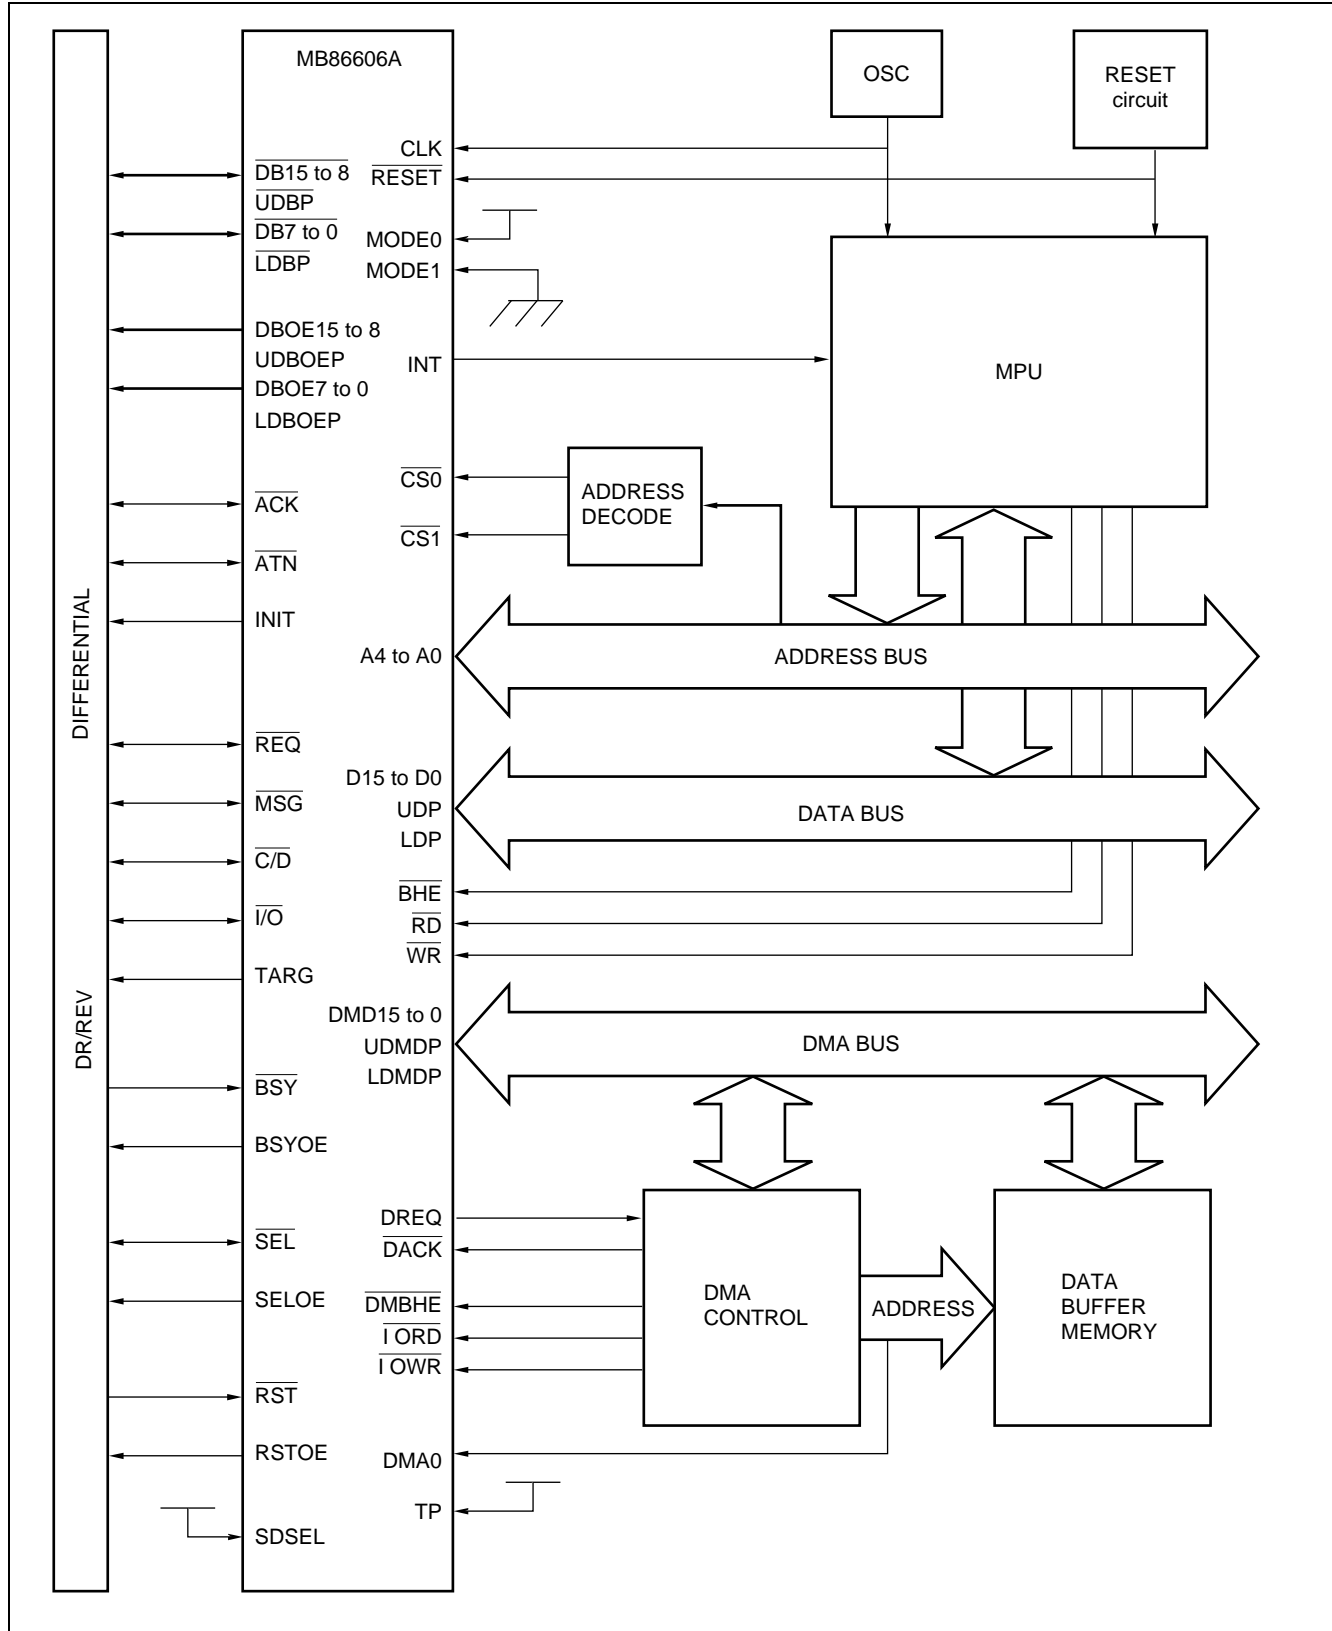 MB86606A
OSC
RESET
circuit
CLK
RESET
DB15 to 8
UDBP
DB7 to 0
LDBP
MODE0
MODE1
DBOE15 to 8
UDBOEP
DBOE7 to 0
LDBOEP
INT
MPU
CS0
CS1
ADDRESS
DECODE
ACK
ATN
INIT
A4 to A0
ADDRESS BUS
DIFFERENTIAL
DR/REV
REQ
MSG
C/D
I/O
TARG
D15 to D0
UDP
LDP
DATA BUS
BHE
RD
WR
DMD15 to 0
UDMDP
LDMDP
DMA BUS
BSY
BSYOE
SEL
SELOE
RST
RSTOE
SDSEL
DREQ
DACK
DMBHE
I ORD
I OWR
DMA0
TP
DMA
CONTROL
ADDRESS
DATA
BUFFER
MEMORY